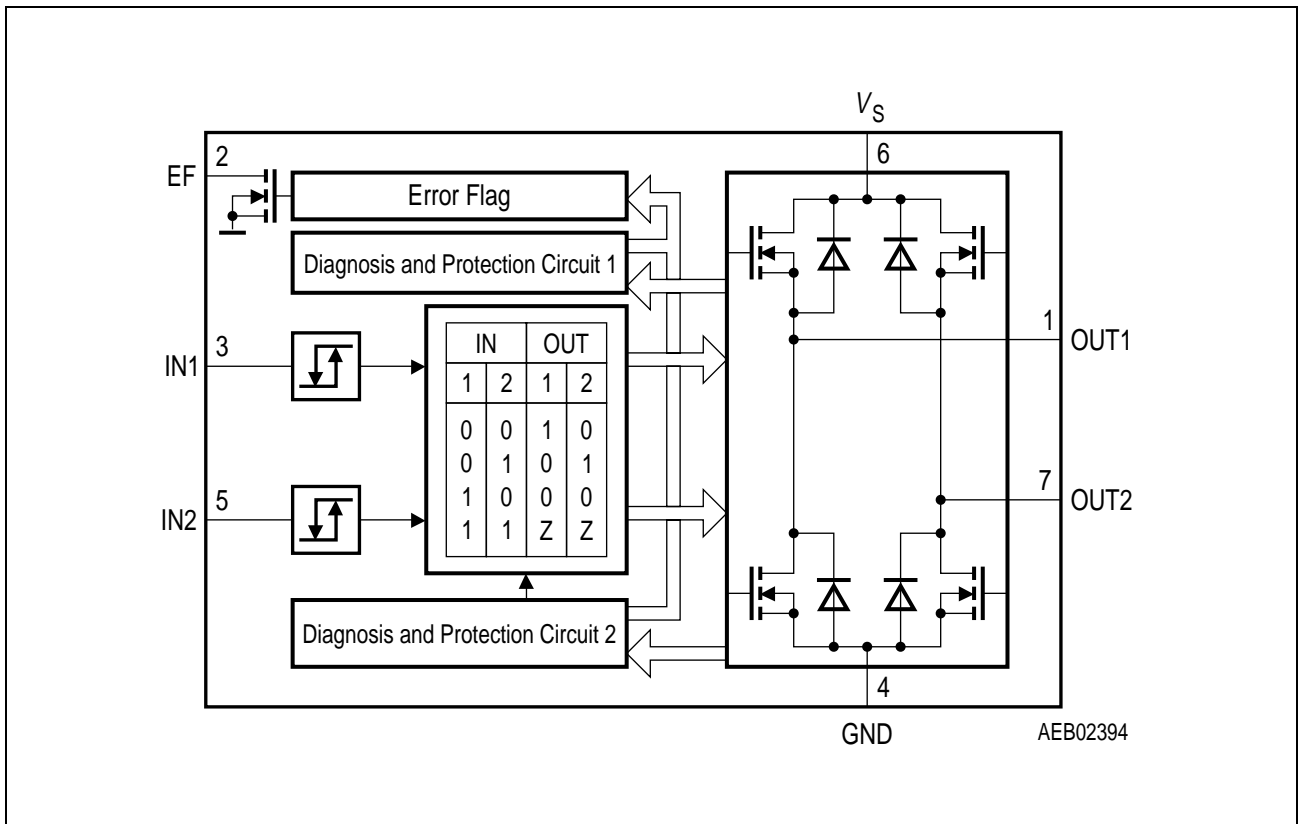 V_S
6
2
EF
Error Flag
Diagnosis and Protection Circuit 1
1
OUT1
3
IN1
IN OUT
1 2 1 2
0 0 1 0
0 1 0 1
1 0 0 0
1 1 Z Z
5
IN2
7
OUT2
Diagnosis and Protection Circuit 2
4
GND
AEB02394